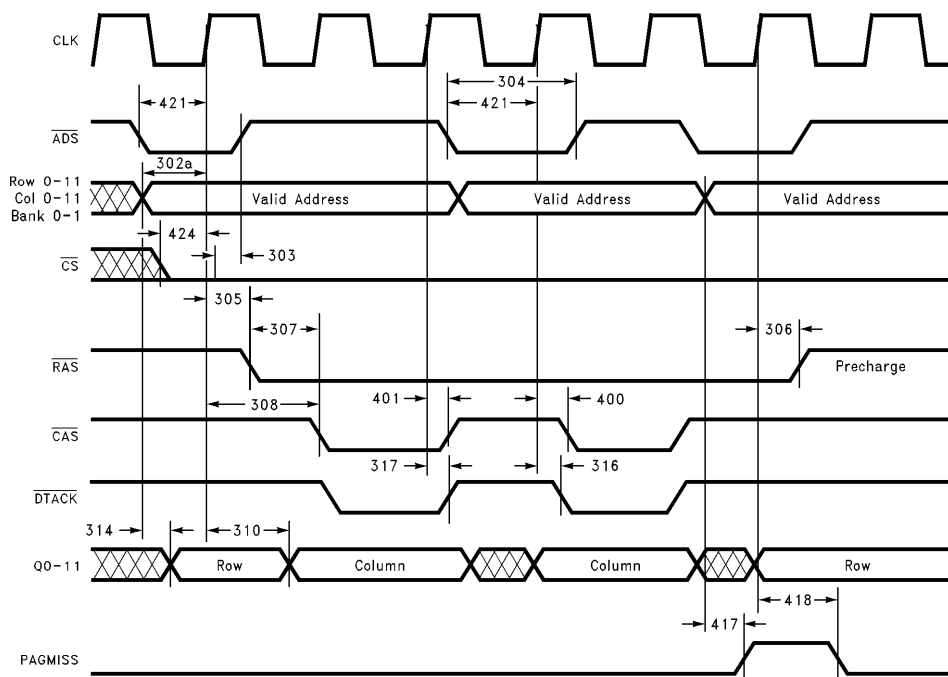 CLK
304
421
421
ADS
302a
Row 0-11
Col 0-11
Bank 0-1
Valid Address
Valid Address
Valid Address
424
303
CS
305
307
306
RAS
Precharge
308
401
400
CAS
317
316
DTACK
314
310
Q0-11
Row
Column
Column
Row
418
417
PAGMISS